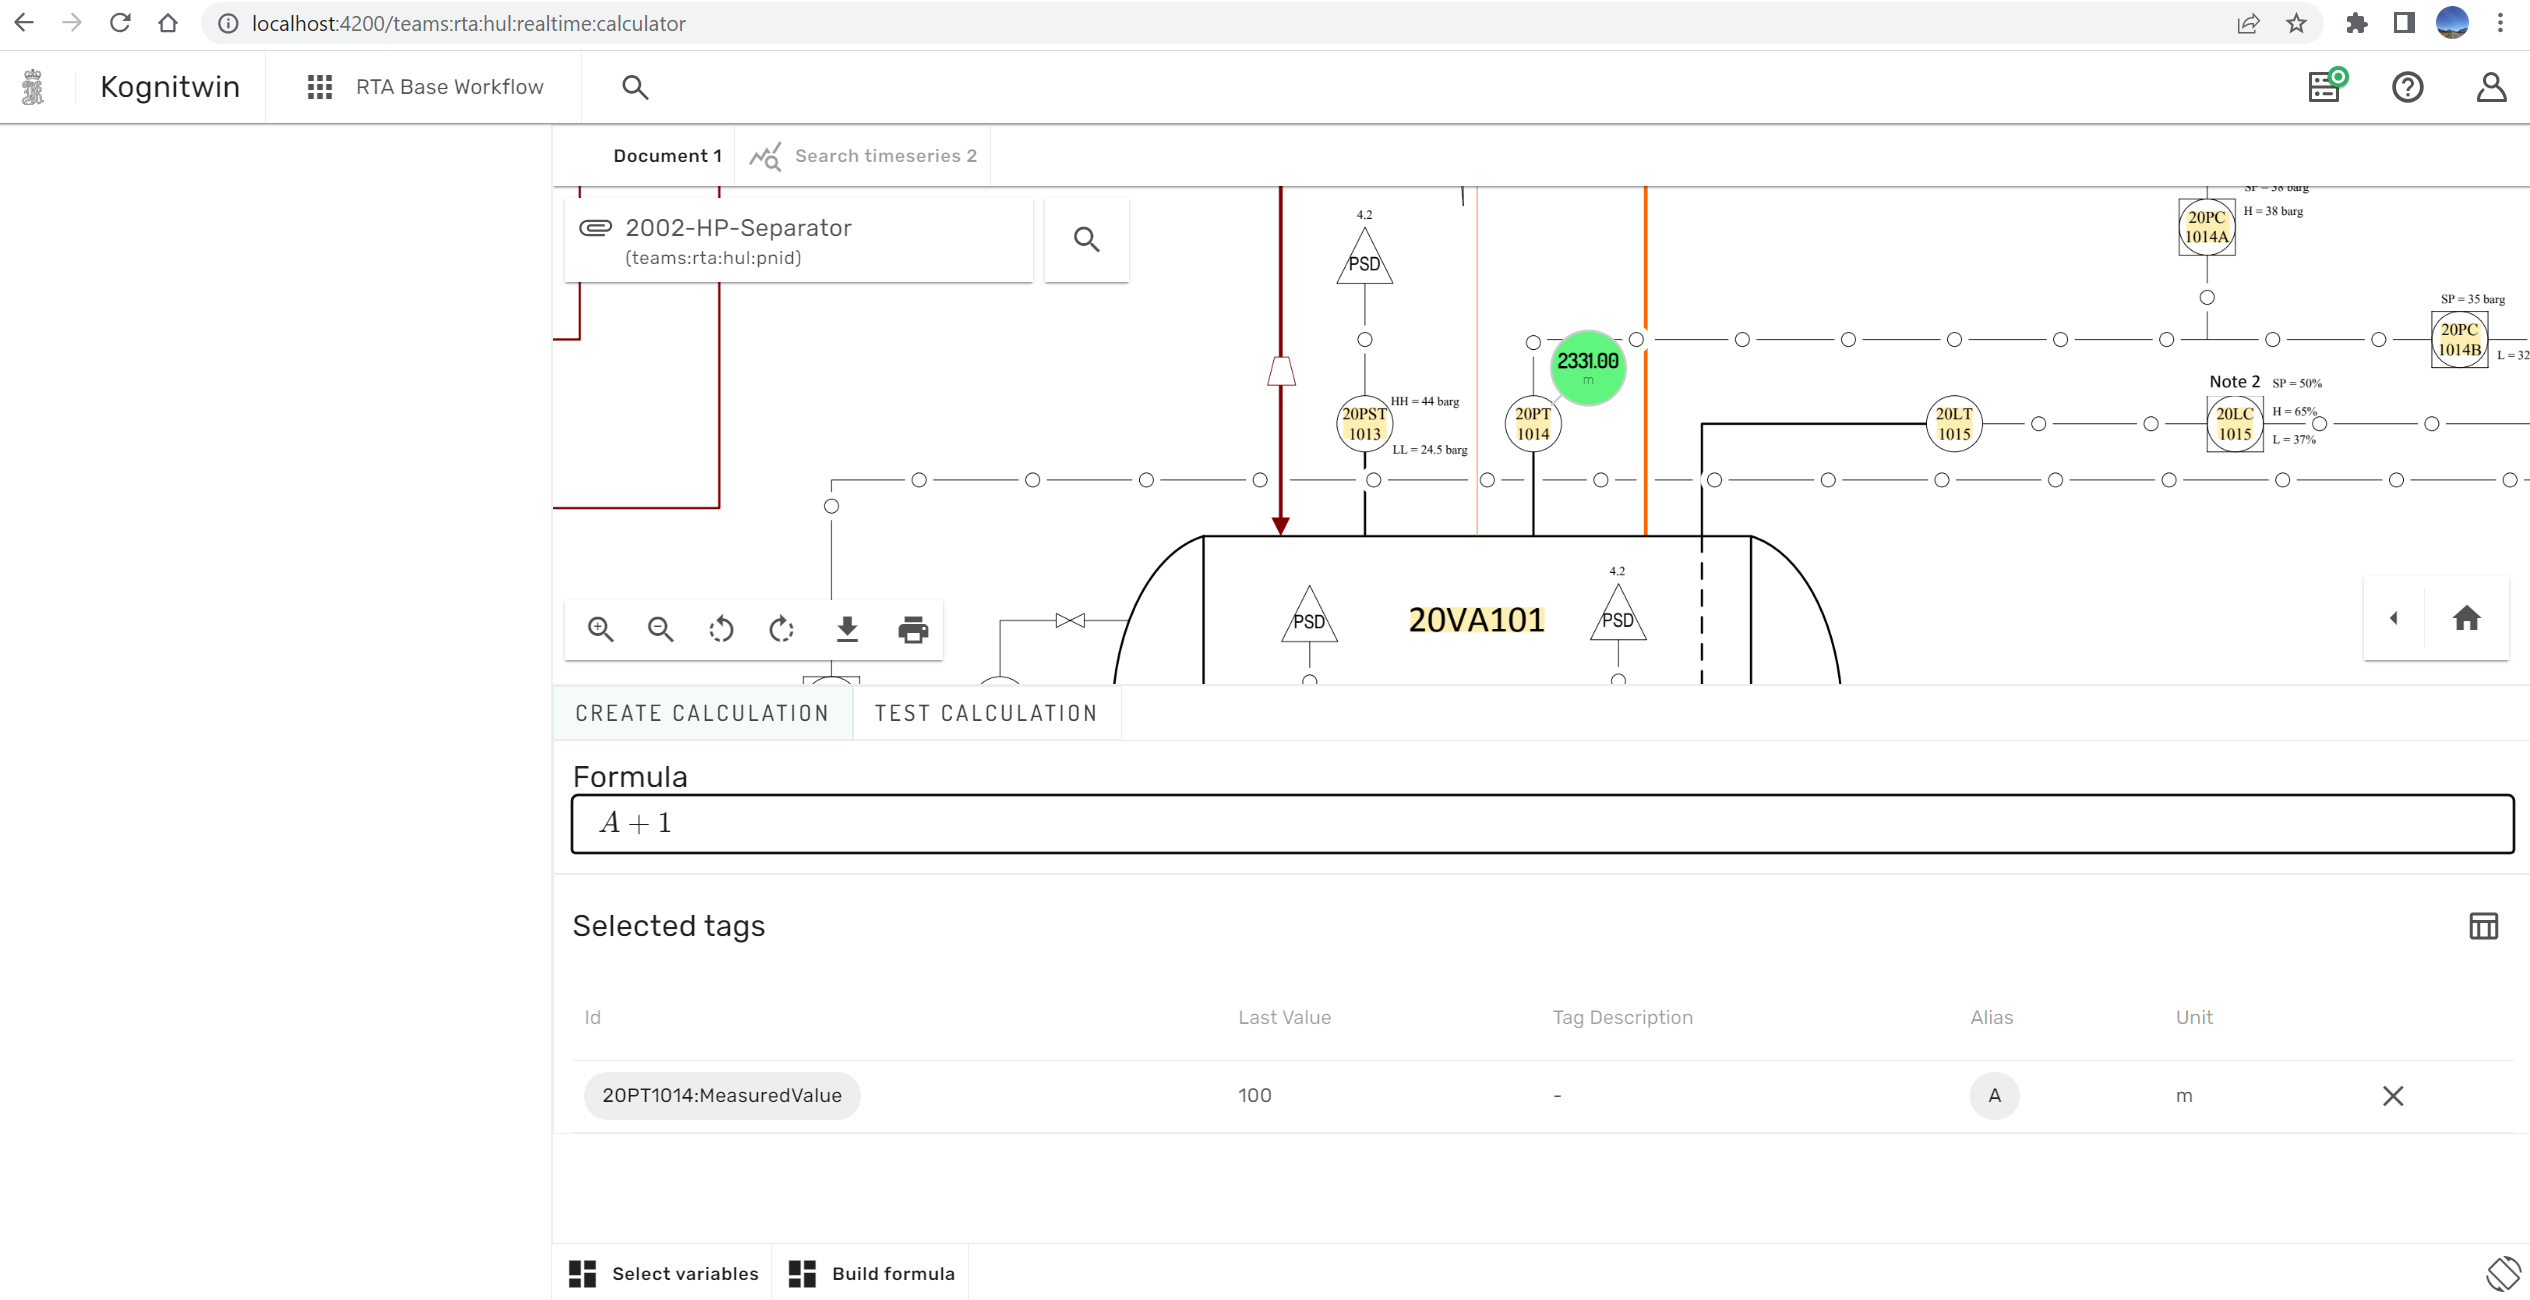 localhost:4200/teams:rta:hul:realtime:calculator
Kognitwin
RTA Base Workflow
Document 1
Search timeseries 2
2002-HP-Separator
(teams:rta:hul:pnid)
4.2
PSD
SP = 38 barg
20PC
1014A
H = 38 barg
SP = 35 barg
20PC
1014B
L = 32
2331.00
m
HH = 44 barg
20PST
1013
LL = 24.5 barg
20PT
1014
20LT
1015
Note 2
SP = 50%
20LC
1015
H = 65%
L = 37%
PSD
20VA101
4.2
PSD
CREATE CALCULATION
TEST CALCULATION
Formula
A + 1
Selected tags
Id Last Value Tag Description Alias Unit
20PT1014:MeasuredValue 100 - A m
Select variables
Build formula